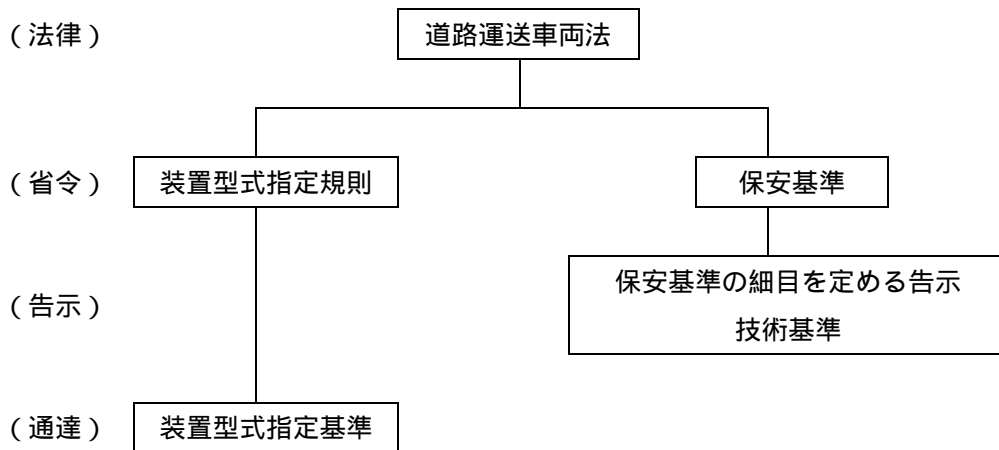 （法律）
道路運送車両法
（省令）
装置型式指定規則
保安基準
（告示）
保安基準の細目を定める告示
技術基準
（通達）
装置型式指定基準